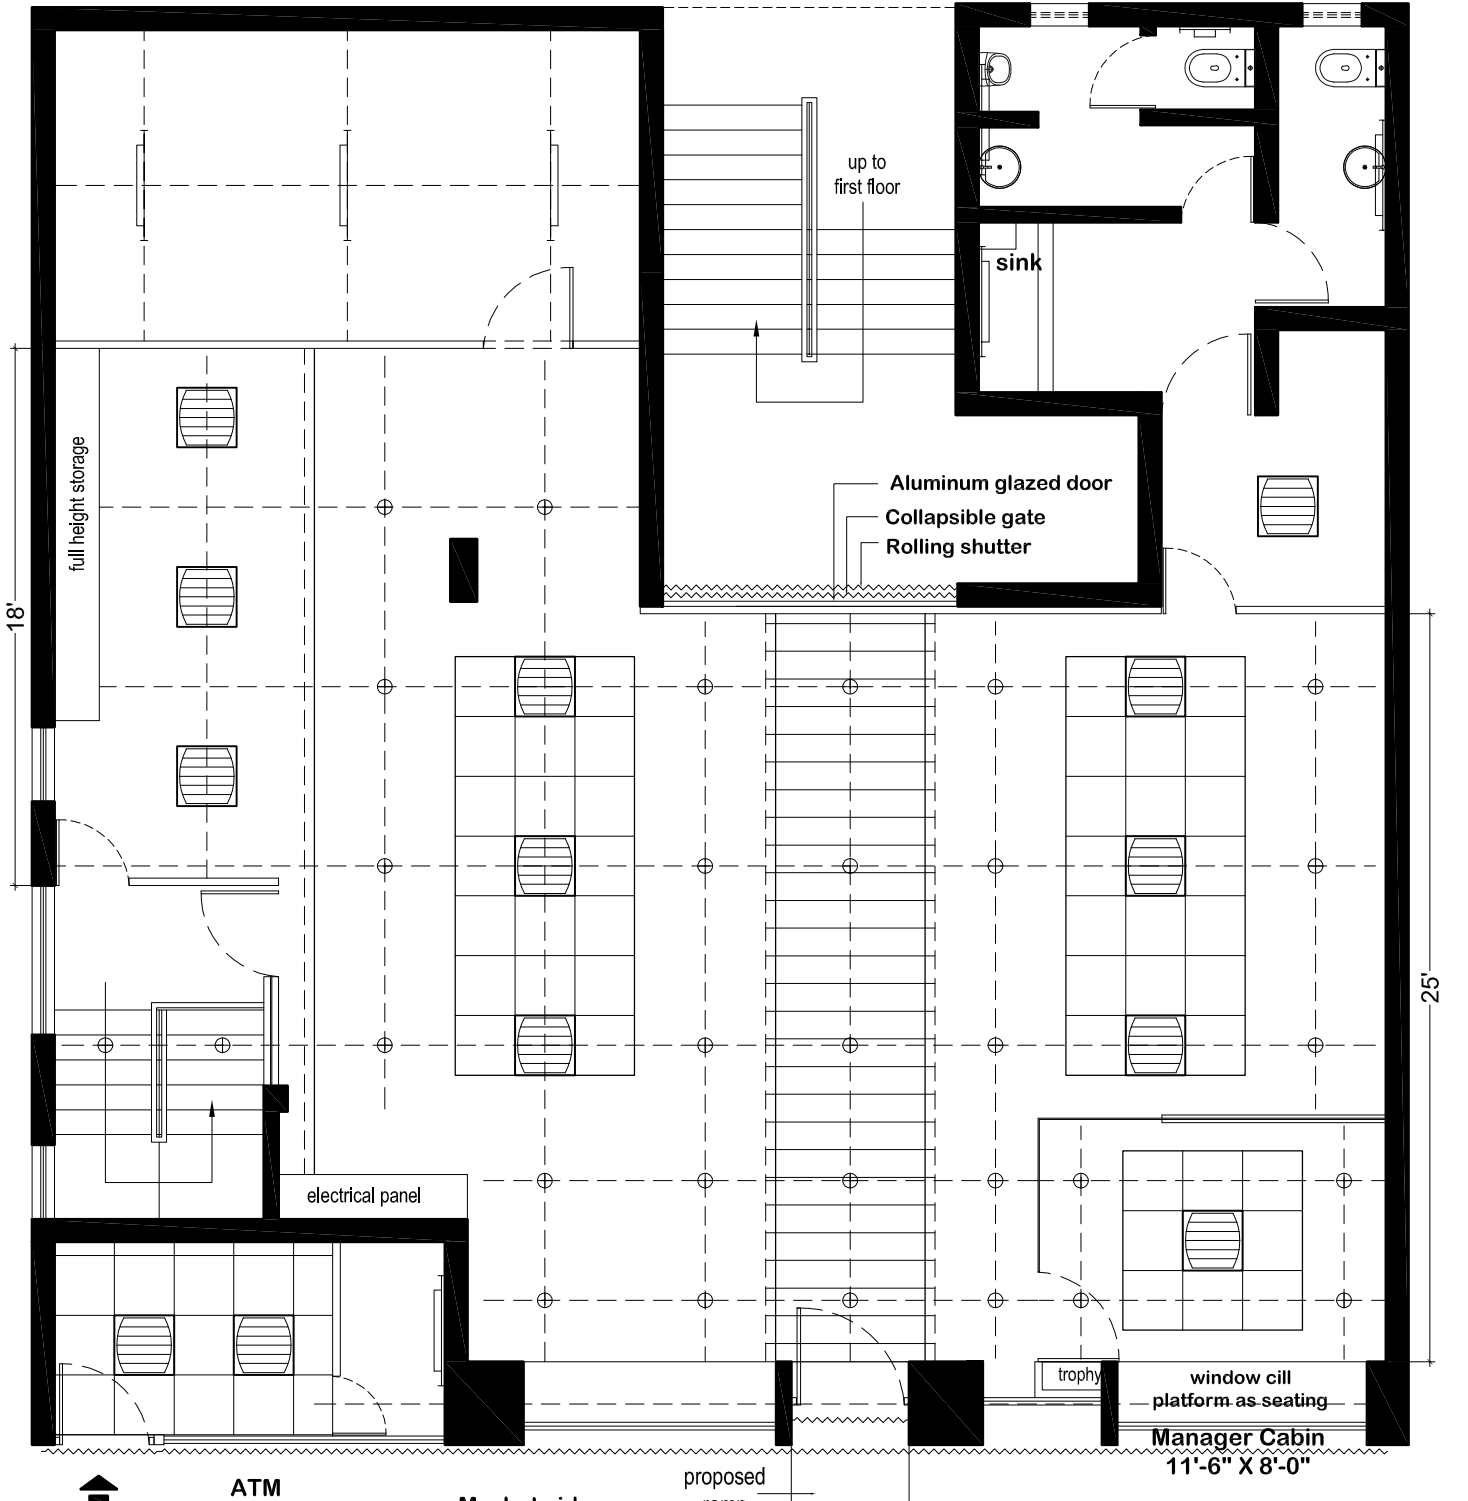 up to
first floor
sink
full height storage
Aluminum glazed door
Collapsible gate
Rolling shutter
18'
25'
electrical panel
trophy
window cill
platform as seating
Manager Cabin
11'-6" X 8'-0"
ATM
proposed
ramp